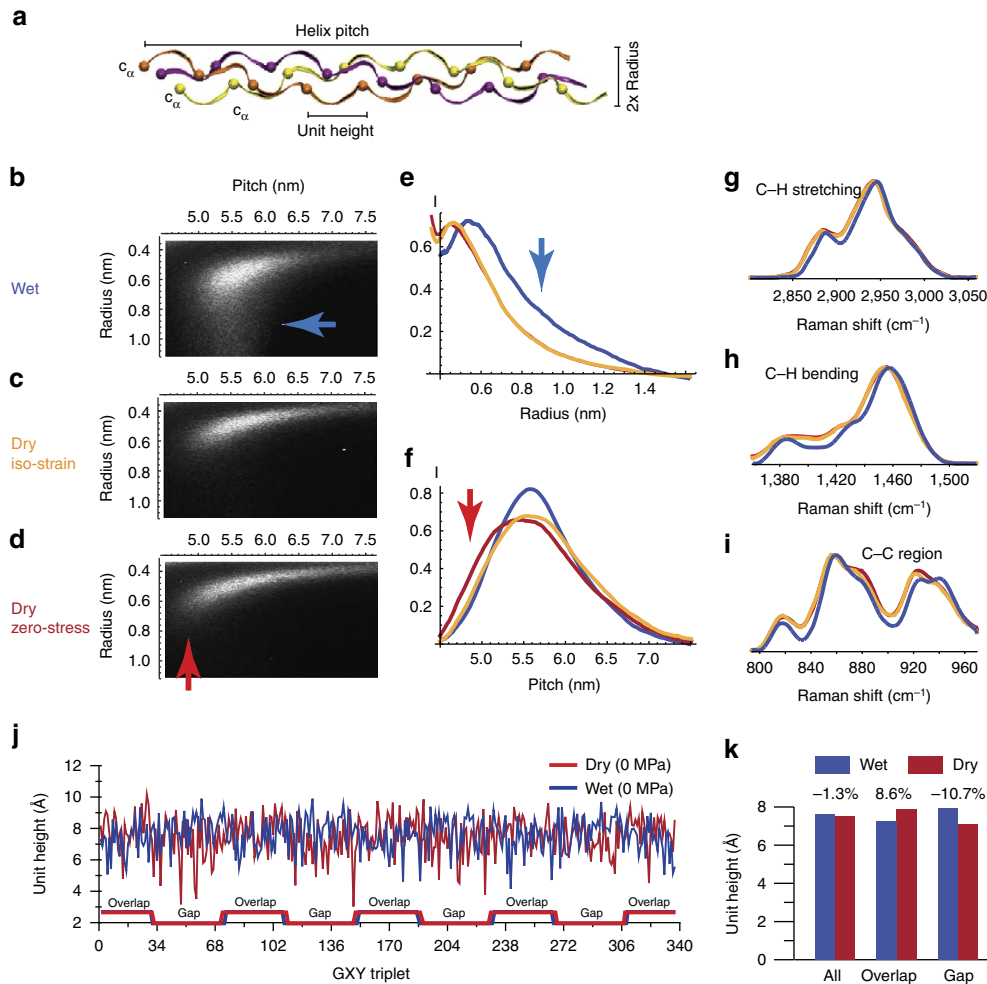 a
Helix pitch
cα
cα
cα
Unit height
2x Radius
b
Pitch (nm)
5.0 5.5 6.0 6.5 7.0 7.5
Wet
Radius (nm)
0.4
0.6
0.8
1.0
c
5.0 5.5 6.0 6.5 7.0 7.5
Dry
iso-strain
Radius (nm)
0.4
0.6
0.8
1.0
d
5.0 5.5 6.0 6.5 7.0 7.5
Dry
zero-stress
Radius (nm)
0.4
0.6
0.8
1.0
e
I
0.6
0.4
0.2
0.6 0.8 1.0 1.2 1.4
Radius (nm)
f
I
0.8
0.6
0.4
0.2
5.0 5.5 6.0 6.5 7.0
Pitch (nm)
g
C–H stretching
2,850 2,900 2,950 3,000 3,050
Raman shift (cm−1)
h
C–H bending
1,380 1,420 1,460 1,500
Raman shift (cm−1)
i
C–C region
800 840 880 920 960
Raman shift (cm−1)
j
Dry (0 MPa)
Wet (0 MPa)
Unit height (Å)
12
10
8
6
4
2
Overlap Gap Overlap Gap Overlap Gap Overlap Gap Overlap
0 34 68 102 136 170 204 238 272 306 340
GXY triplet
k
Wet Dry
−1.3% 8.6% −10.7%
Unit height (Å)
8
6
4
2
0
All Overlap Gap